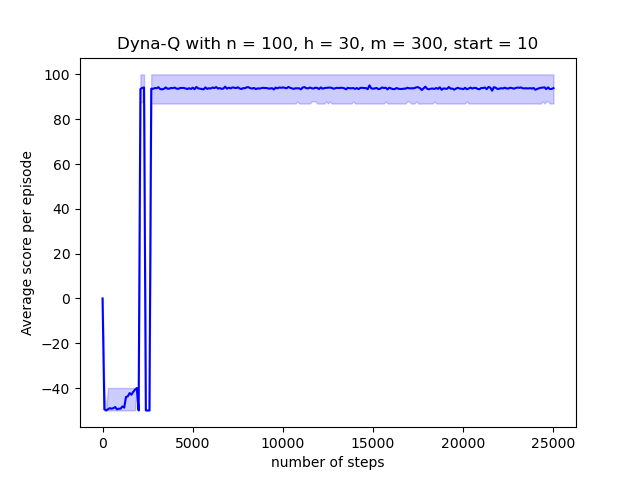 Dyna-Q with n = 100, h = 30, m = 300, start = 10
Average score per episode
100
80
60
40
20
0
−20
−40
0 5000 10000 15000 20000 25000
number of steps